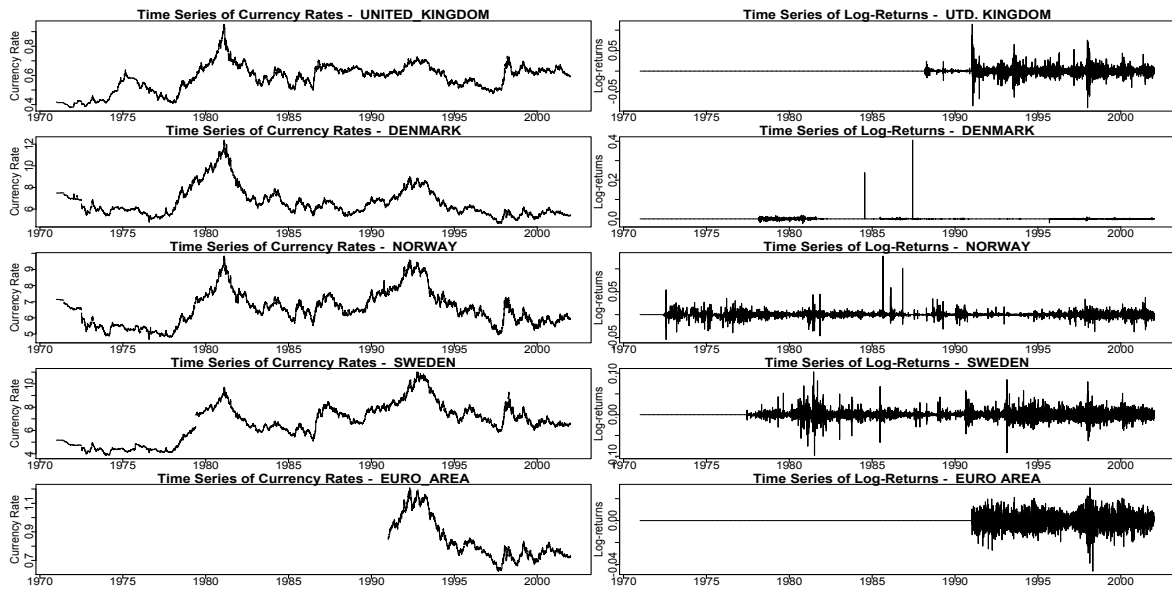 Time Series of Currency Rates - UNITED_KINGDOM
Currency Rate
0.4 0.6 0.8
1970 1975 1980 1985 1990 1995 2000
Time Series of Log-Returns - UTD. KINGDOM
Log-returns
-0.05 0.05
1970 1975 1980 1985 1990 1995 2000
Time Series of Currency Rates - DENMARK
Currency Rate
6 8 10 12
1970 1975 1980 1985 1990 1995 2000
Time Series of Log-Returns - DENMARK
Log-returns
0.0 0.2 0.4
1970 1975 1980 1985 1990 1995 2000
Time Series of Currency Rates - NORWAY
Currency Rate
5 6 7 8 9
1970 1975 1980 1985 1990 1995 2000
Time Series of Log-Returns - NORWAY
Log-returns
-0.05 0.05
1970 1975 1980 1985 1990 1995 2000
Time Series of Currency Rates - SWEDEN
Currency Rate
4 6 8 10
1970 1975 1980 1985 1990 1995 2000
Time Series of Log-Returns - SWEDEN
Log-returns
-0.10 0.00 0.10
1970 1975 1980 1985 1990 1995 2000
Time Series of Currency Rates - EURO_AREA
Currency Rate
0.7 0.9 1.1
1970 1975 1980 1985 1990 1995 2000
Time Series of Log-Returns - EURO AREA
Log-returns
-0.04 0.00
1970 1975 1980 1985 1990 1995 2000